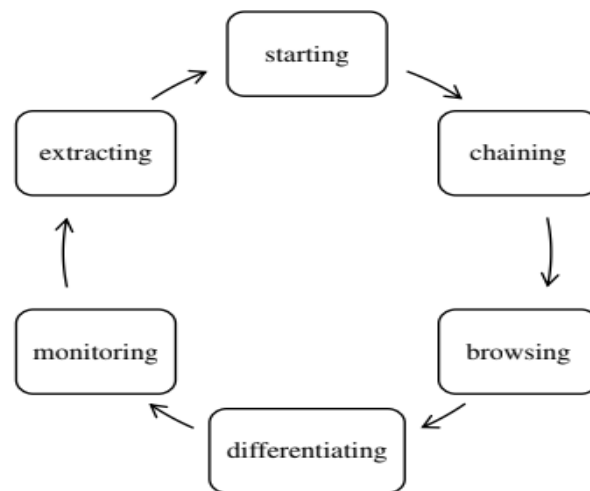 starting
chaining
browsing
differentiating
monitoring
extracting